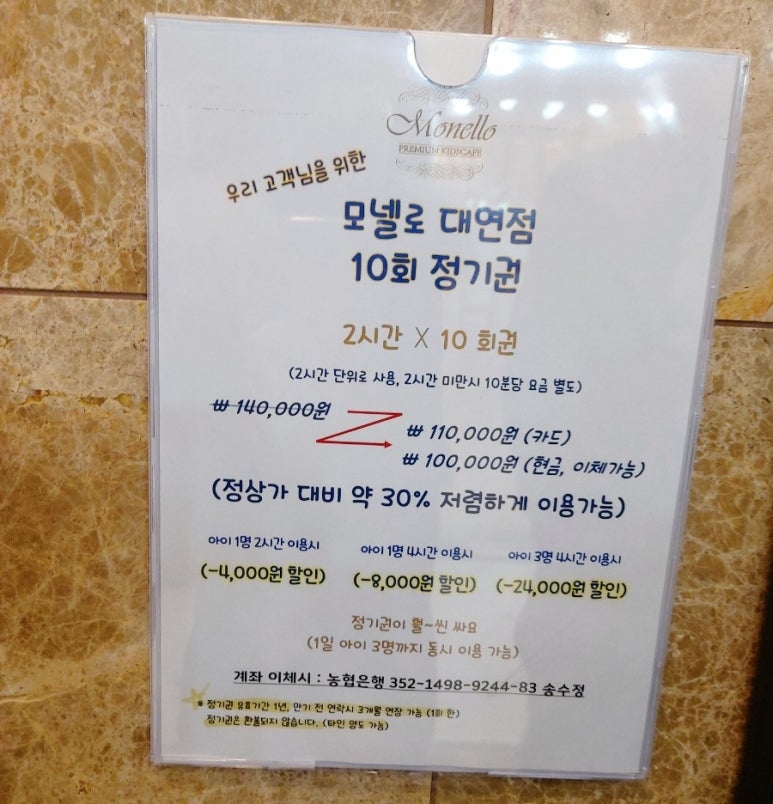 Monello
PREMIUM KIDSCAFE
우리 고객님을 위한
모넬로 대연점
10회 정기권
2시간 X 10 회권
(2시간 단위로 사용, 2시간 미만시 10분당 요금 별도)
₩ 140,000원
₩ 110,000원 (카드)
₩ 100,000원 (현금, 이체가능)
(정상가 대비 약 30% 저렴하게 이용가능)
아이 1명 2시간 이용시 아이 1명 4시간 이용시 아이 3명 4시간 이용시
(-4,000원 할인) (-8,000원 할인) (-24,000원 할인)
정기권이 훨~씬 싸요
(1일 아이 3명까지 동시 이용 가능)
계좌 이체시 : 농협은행 352-1498-9244-83 송수정
* 정기권 유효기간 1년, 만기 전 연락시 3개월 연장 가능 (1회 한)
정기권은 환불되지 않습니다. (타인 양도 가능)